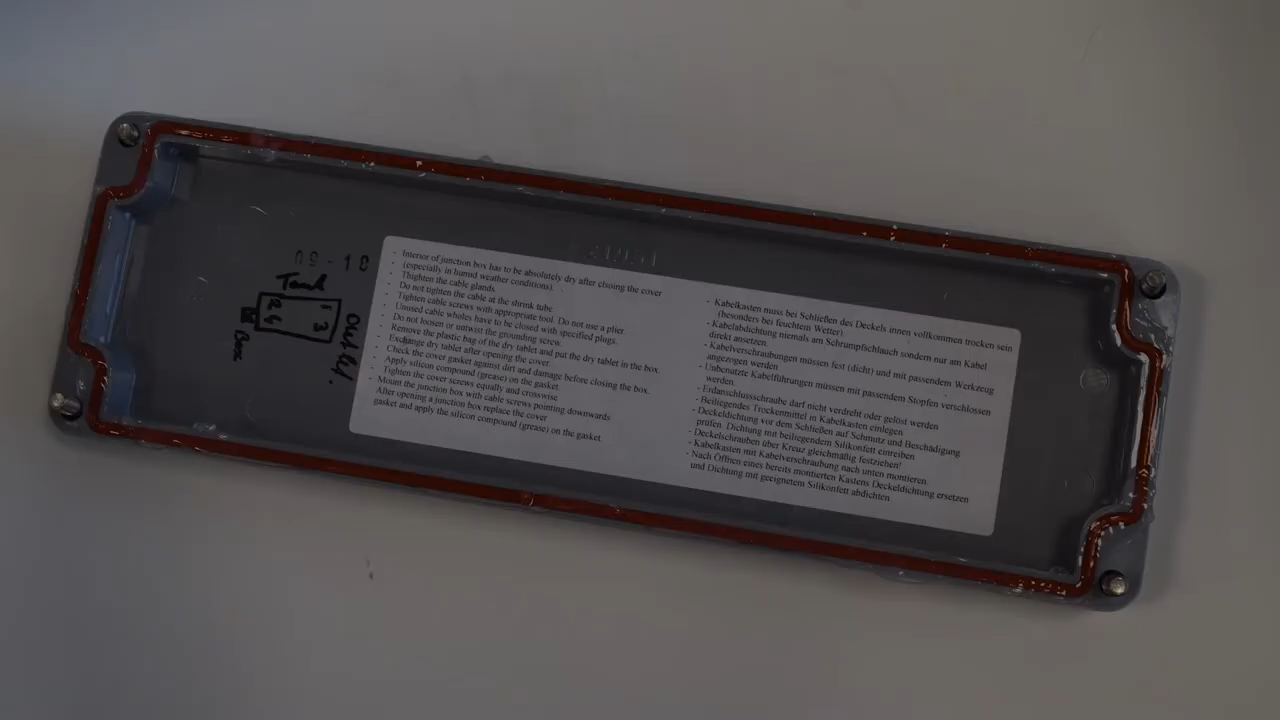 09-10
Tank
- Interior of junction box has to be absolutely dry after clsoing the cover
(especially in humid weather conditions).
- Thighten the cable glands.
- Do not tighten the cable at the shrink tube.
- Tighten cable screws with appropriate tool. Do not use a plier.
- Unused cable wholes have to be closed with specified plugs.
- Do not loosen or untwist the grounding screw.
- Remove the plastic bag of the dry tablet and put the dry tablet in the box.
- Exchange dry tablet after opening the cover.
- Check the cover gasket against dirt and damage before closing the box.
- Apply silicon compound (grease) on the gasket.
- Tighten the cover screws equally and crosswise
- Mount the junction box with cable screws pointing downwards
After opening a junction box replace the cover
gasket and apply the silicon compound (grease) on the gasket.
- Kabelkasten muss bei Schließen des Deckels innen vollkommen trocken sein
(besonders bei feuchtem Wetter).
- Kabelabdichtung niemals am Schrumpfschlauch sondern nur am Kabel
direkt ansetzen.
- Kabelverschraubungen müssen fest (dicht) und mit passendem Werkzeug
angezogen werden
- Unbenutzte Kabelführungen müssen mit passendem Stopfen verschlossen
werden.
- Erdanschlossschraube darf nicht verdreht oder gelöst werden
- Beiliegendes Trockenmittel in Kabelkasten einlegen.
- Deckeldichtung vor dem Schließen auf Schmutz und Beschädigung
prüfen. Dichtung mit beiliegendem Silikonfett einreiben
- Deckelschrauben über Kreuz gleichmäßig festziehen!
- Kabelkasten mit Kabelverschraubung nach unten montieren.
- Nach Öffnen eines bereits montierten Kastens Deckeldichtung ersetzen
und Dichtung mit geeignetem Silikonfett abdichten.